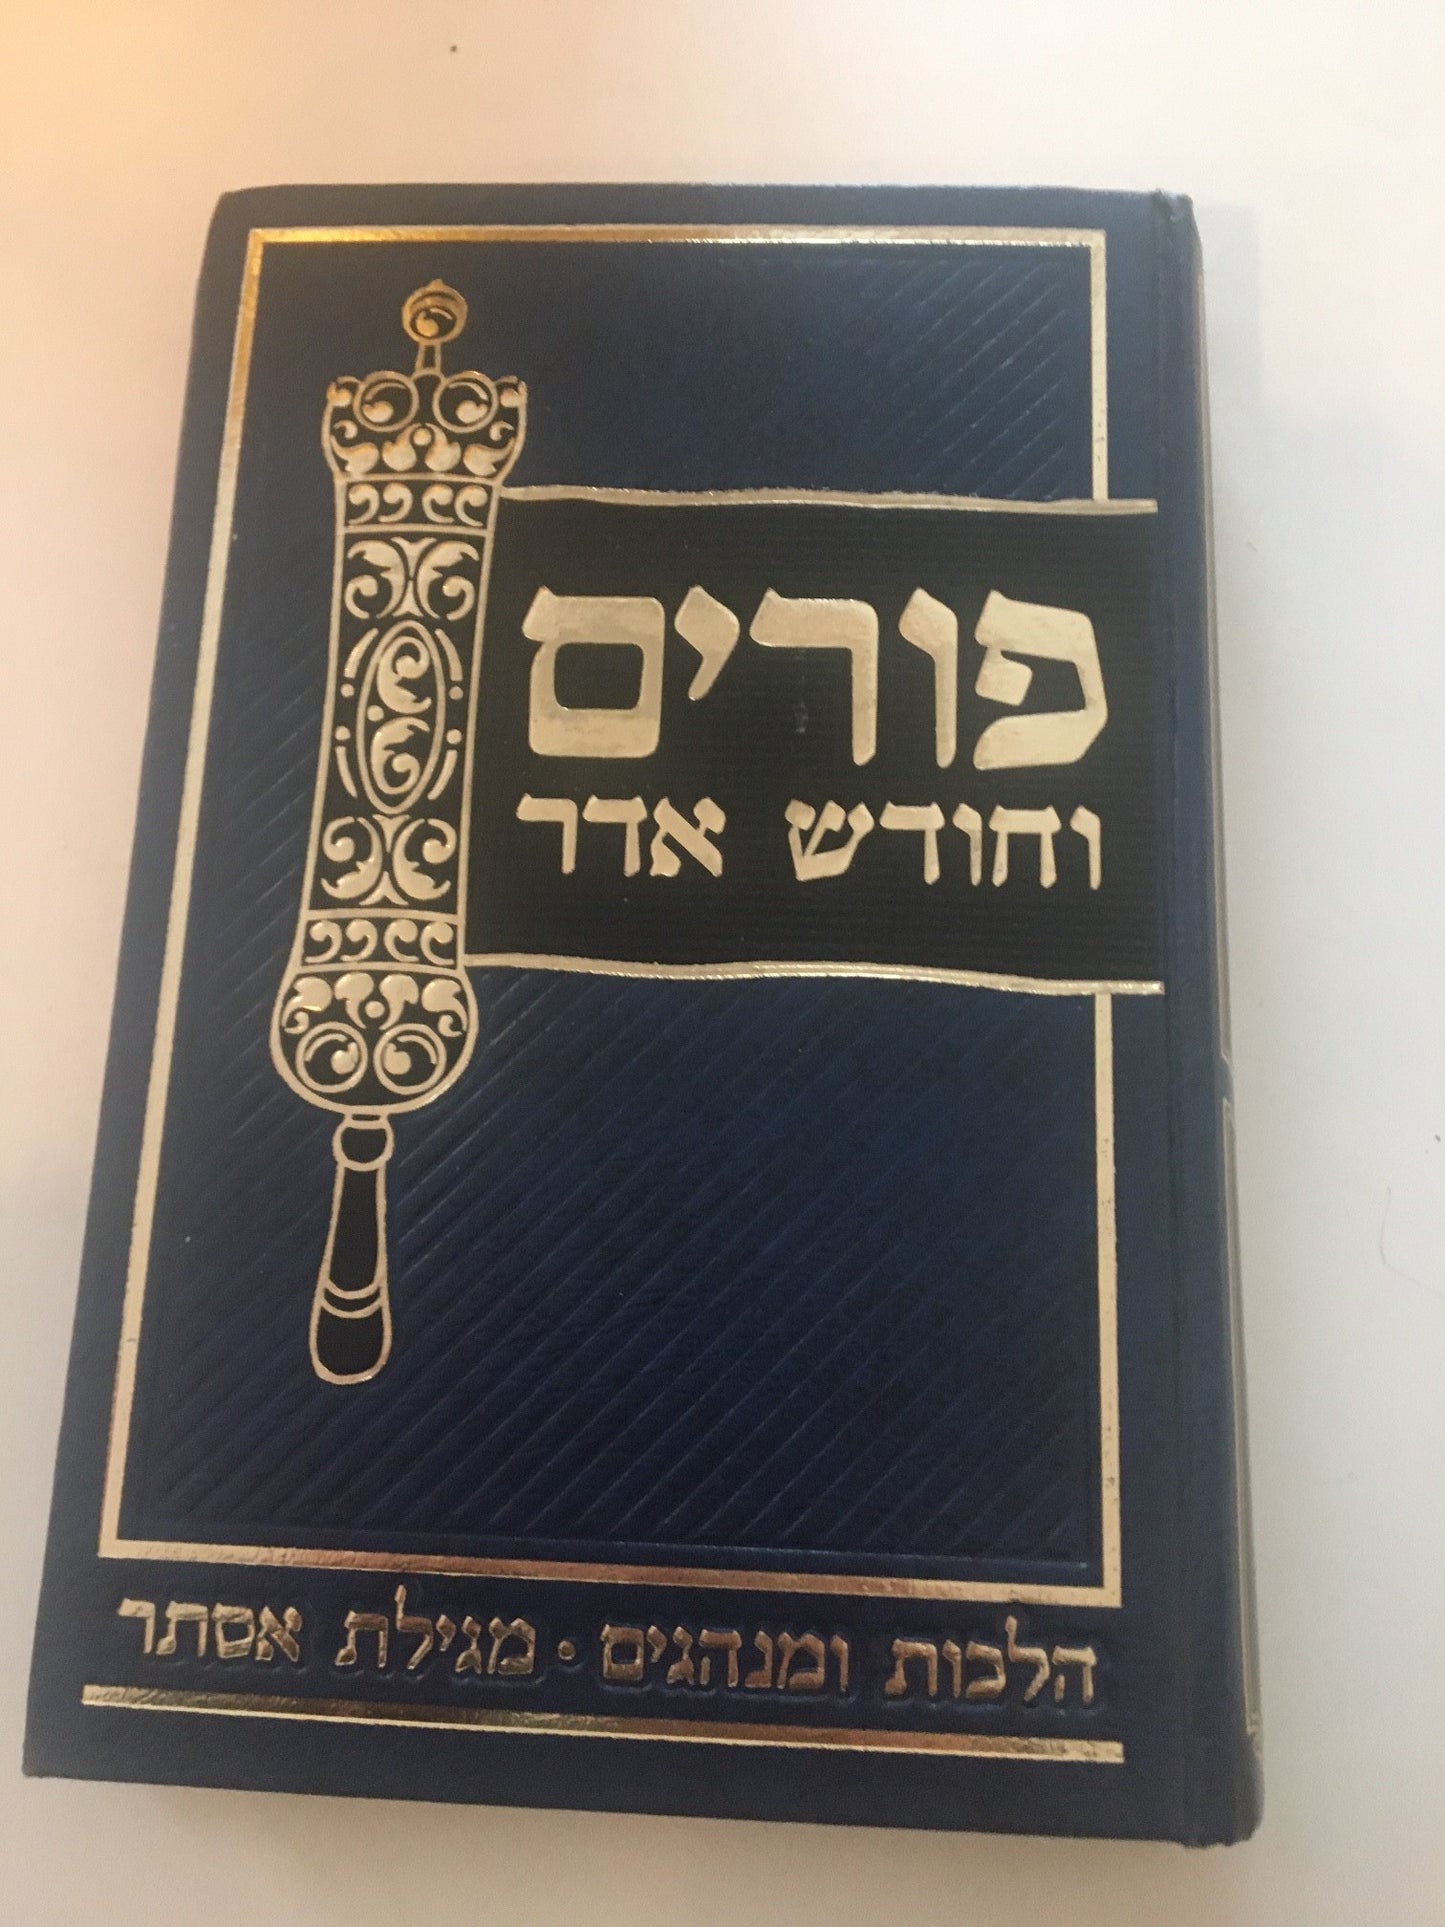 פורים
וחודש אדר
הלכות ומנהגים • מגילת אסתר